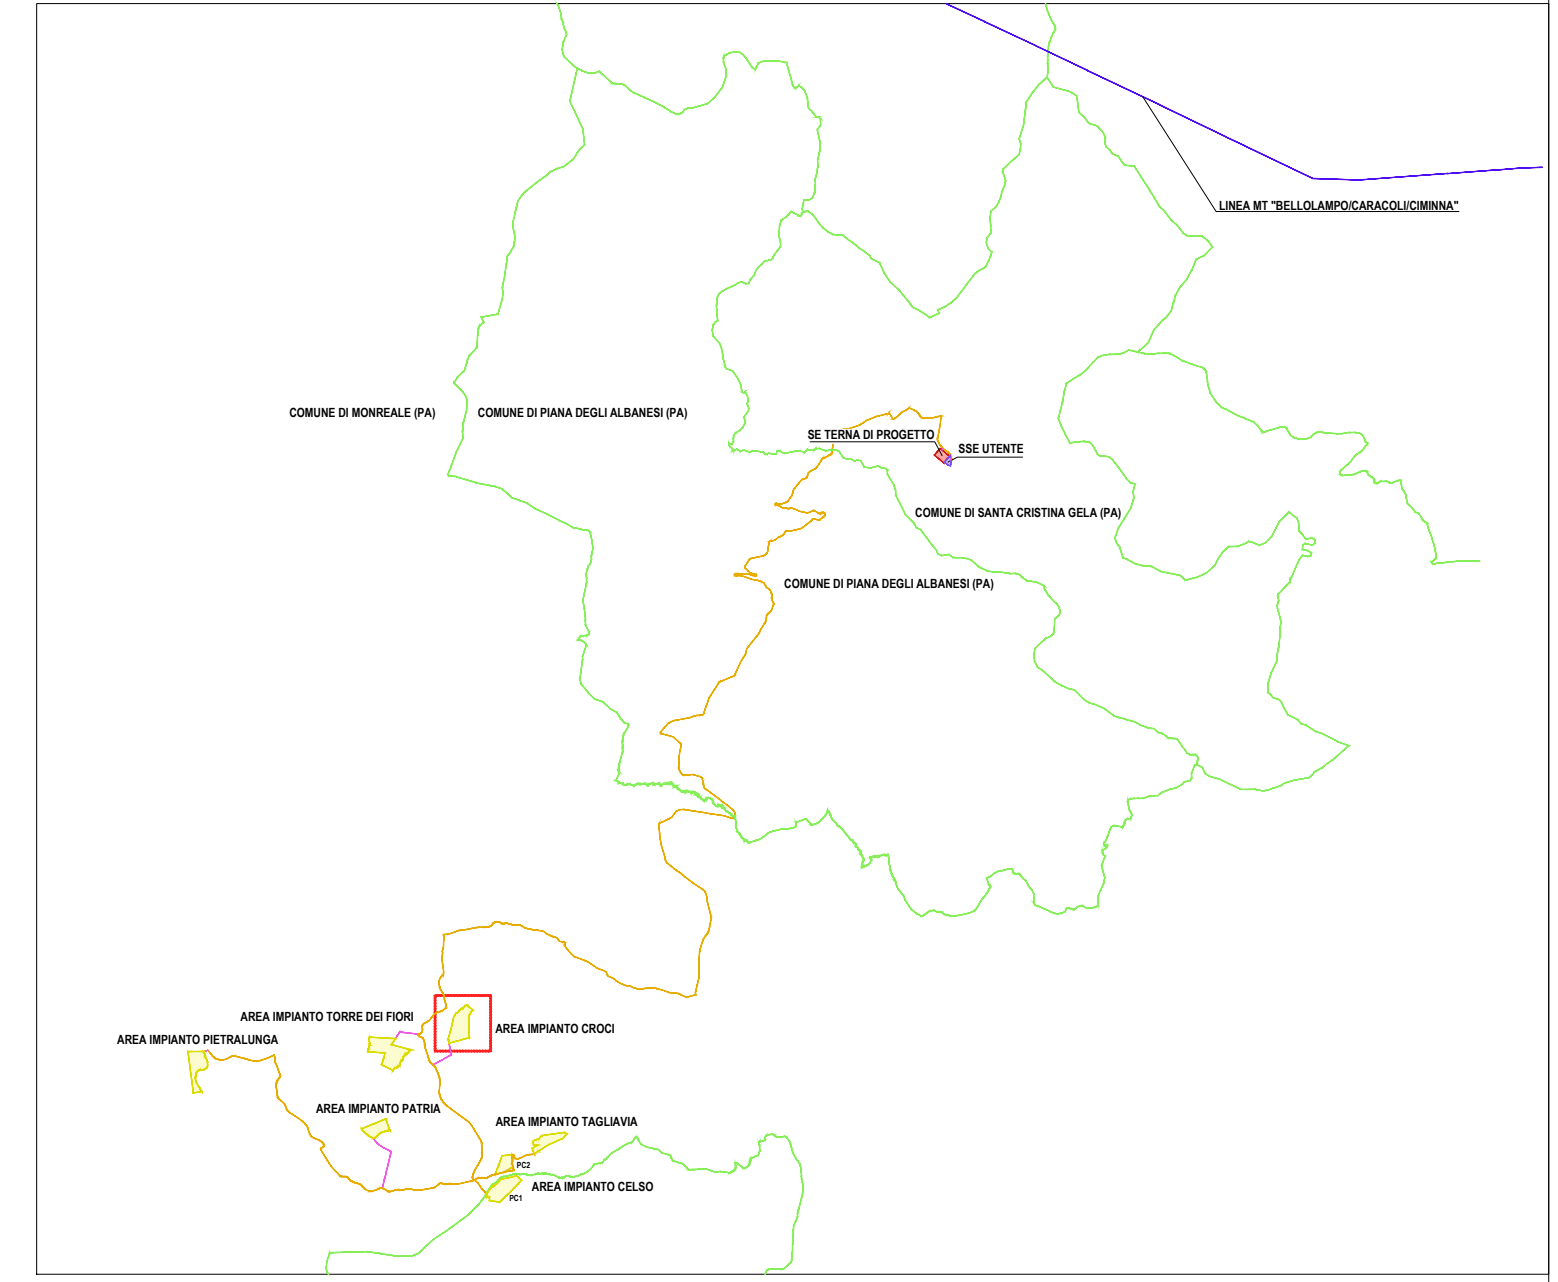 LINEA MT "BELLOLAMPO/CARACOLI/CIMINNA"
COMUNE DI MONREALE (PA)
COMUNE DI PIANA DEGLI ALBANESI (PA)
SE TERNA DI PROGETTO
SSE UTENTE
COMUNE DI SANTA CRISTINA GELA (PA)
COMUNE DI PIANA DEGLI ALBANESI (PA)
AREA IMPIANTO TORRE DEI FIORI
AREA IMPIANTO CROCI
AREA IMPIANTO PIETRALUNGA
AREA IMPIANTO PATRIA
AREA IMPIANTO TAGLIAVIA
PC2
AREA IMPIANTO CELSO
PC1